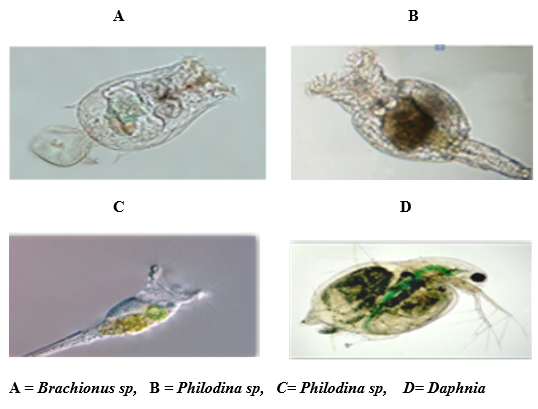 A B
C D
A = Brachionus sp, B = Philodina sp, C= Philodina sp, D= Daphnia